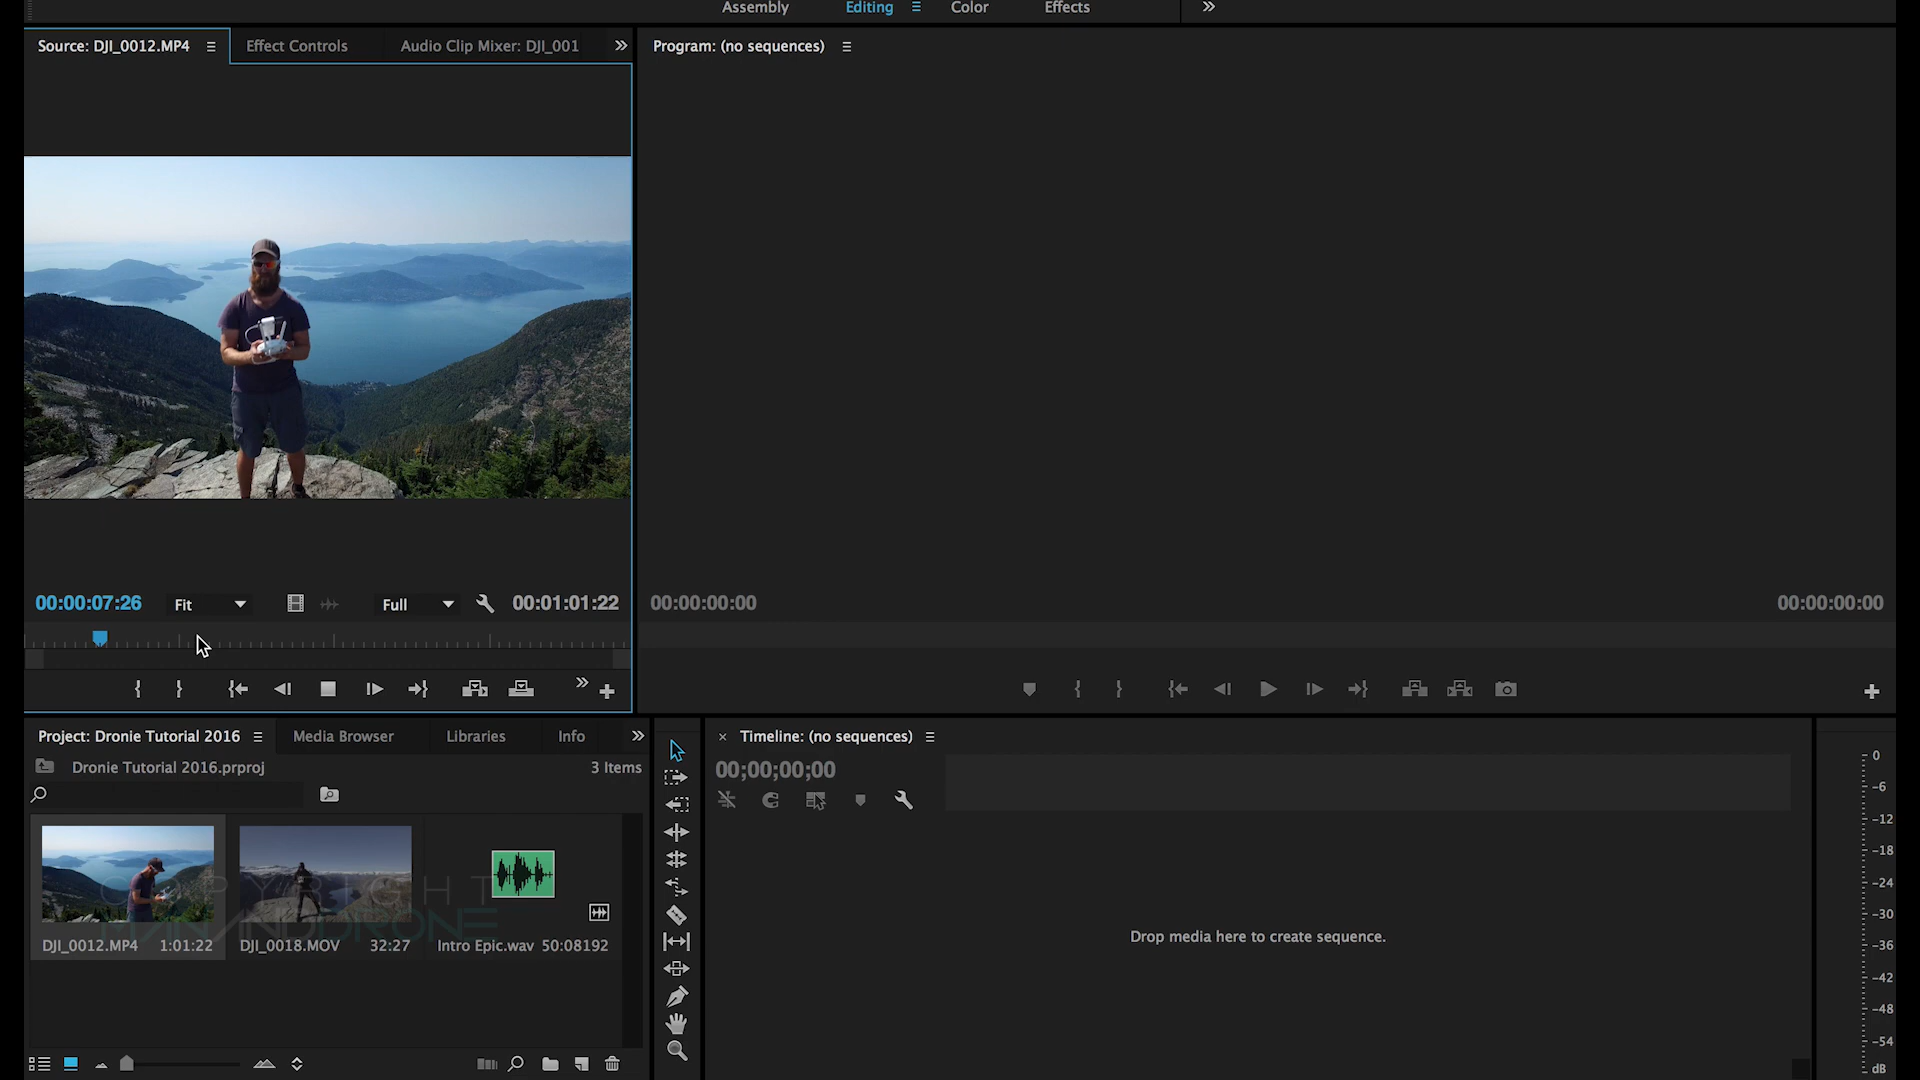 Assembly Editing Color Effects
Source: DJI_0012.MP4 Effect Controls Audio Clip Mixer: DJI_001
Program: (no sequences)
00:00:07:26 Fit Full 00:01:01:22
00:00:00:00 00:00:00:00
Project: Dronie Tutorial 2016 Media Browser Libraries Info
Dronie Tutorial 2016.prproj 3 Items
COPYRIGHT
MANANDDRONE
DJI_0012.MP4 1:01:22 DJI_0018.MOV 32:27 Intro Epic.wav 50:08192
Timeline: (no sequences)
00;00;00;00
Drop media here to create sequence.
0
-6
-12
-18
-24
-30
-36
-42
-48
-54
dB